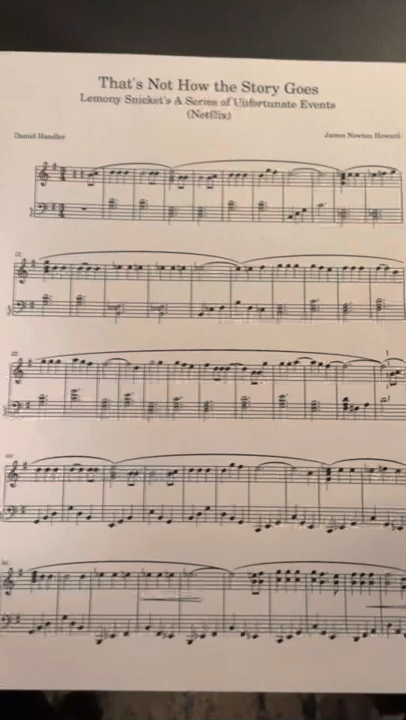 That's Not How the Story Goes
Lemony Snicket's A Series of Unfortunate Events
(Netflix)
Daniel Handler
James Newton Howard